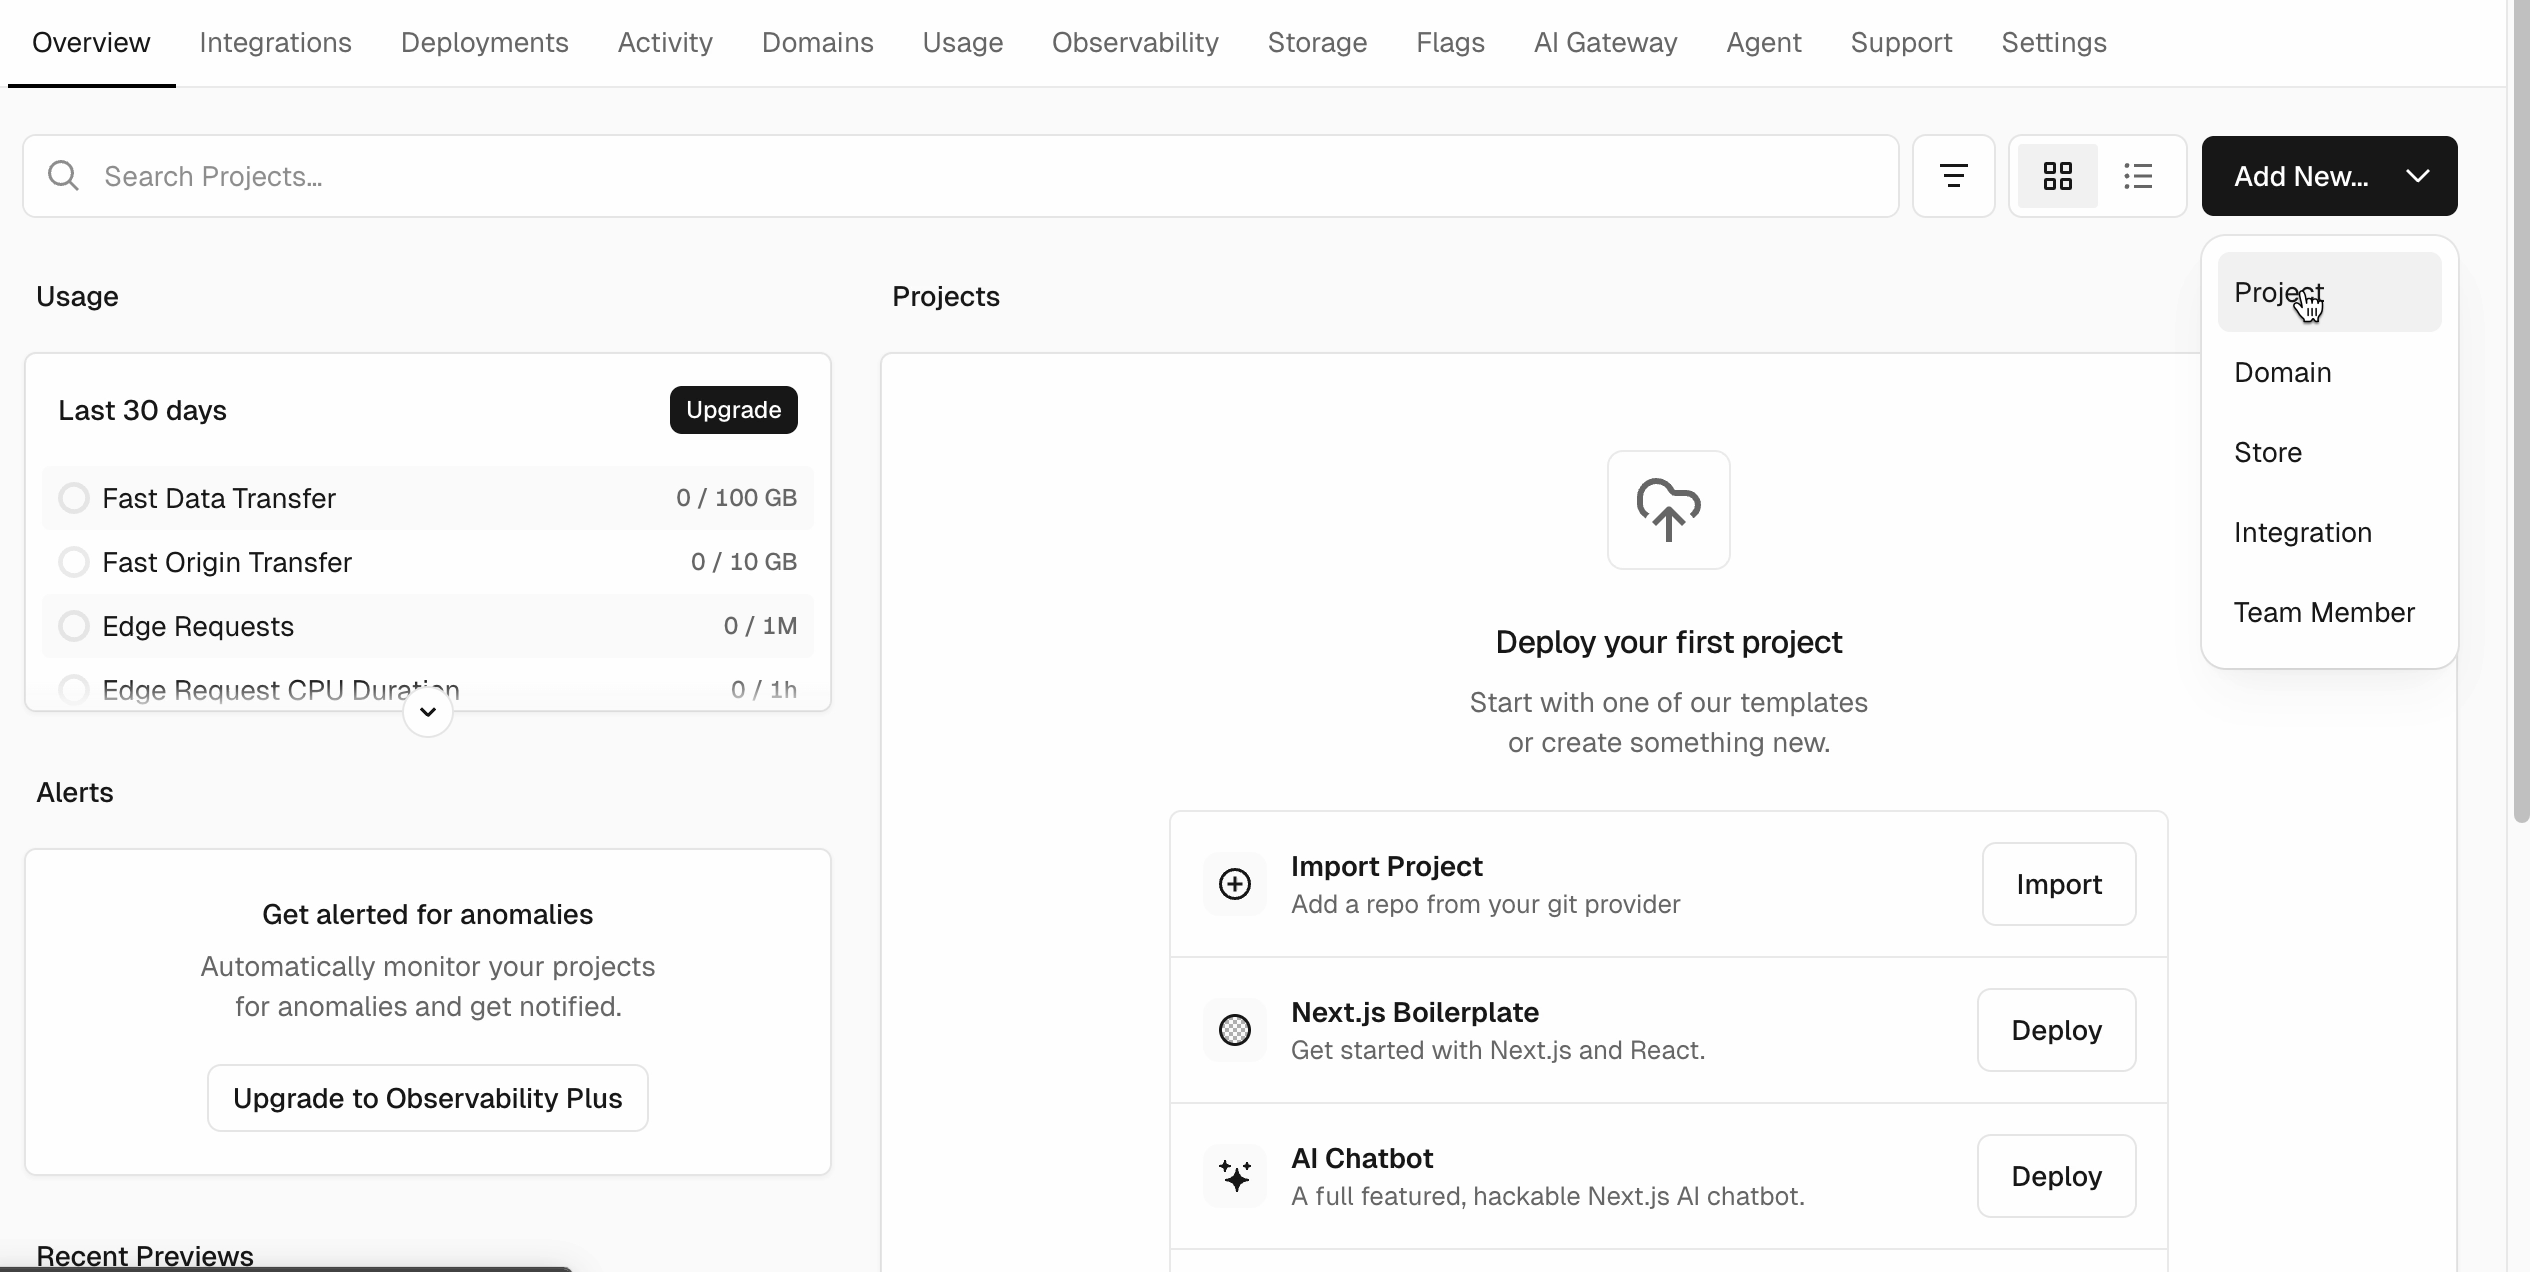 Overview Integrations Deployments Activity Domains Usage Observability Storage Flags AI Gateway Agent Support Settings
Search Projects...
Add New...
Project
Domain
Store
Integration
Team Member
Usage
Last 30 days
Upgrade
Fast Data Transfer 0 / 100 GB
Fast Origin Transfer 0 / 10 GB
Edge Requests 0 / 1M
Edge Request CPU Duration 0 / 1h
Alerts
Get alerted for anomalies
Automatically monitor your projects
for anomalies and get notified.
Upgrade to Observability Plus
Recent Previews
Projects
Deploy your first project
Start with one of our templates
or create something new.
Import Project
Add a repo from your git provider
Import
Next.js Boilerplate
Get started with Next.js and React.
Deploy
AI Chatbot
A full featured, hackable Next.js AI chatbot.
Deploy